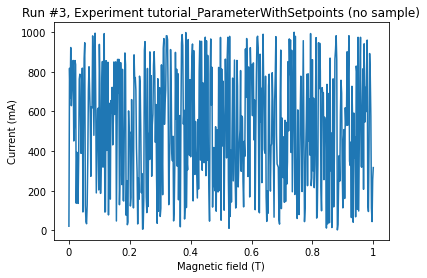 Run #3, Experiment tutorial_ParameterWithSetpoints (no sample)
1000
800
600
400
200
0
Current (mA)
0 0.2 0.4 0.6 0.8 1
Magnetic field (T)